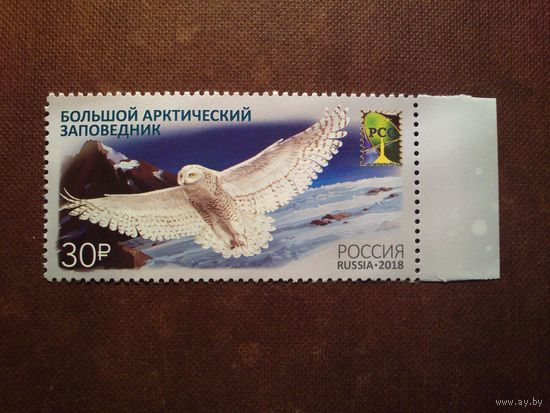 БОЛЬШОЙ АРКТИЧЕСКИЙ
ЗАПОВЕДНИК
РСС
30₽
РОССИЯ
RUSSIA•2018
www.ay.by